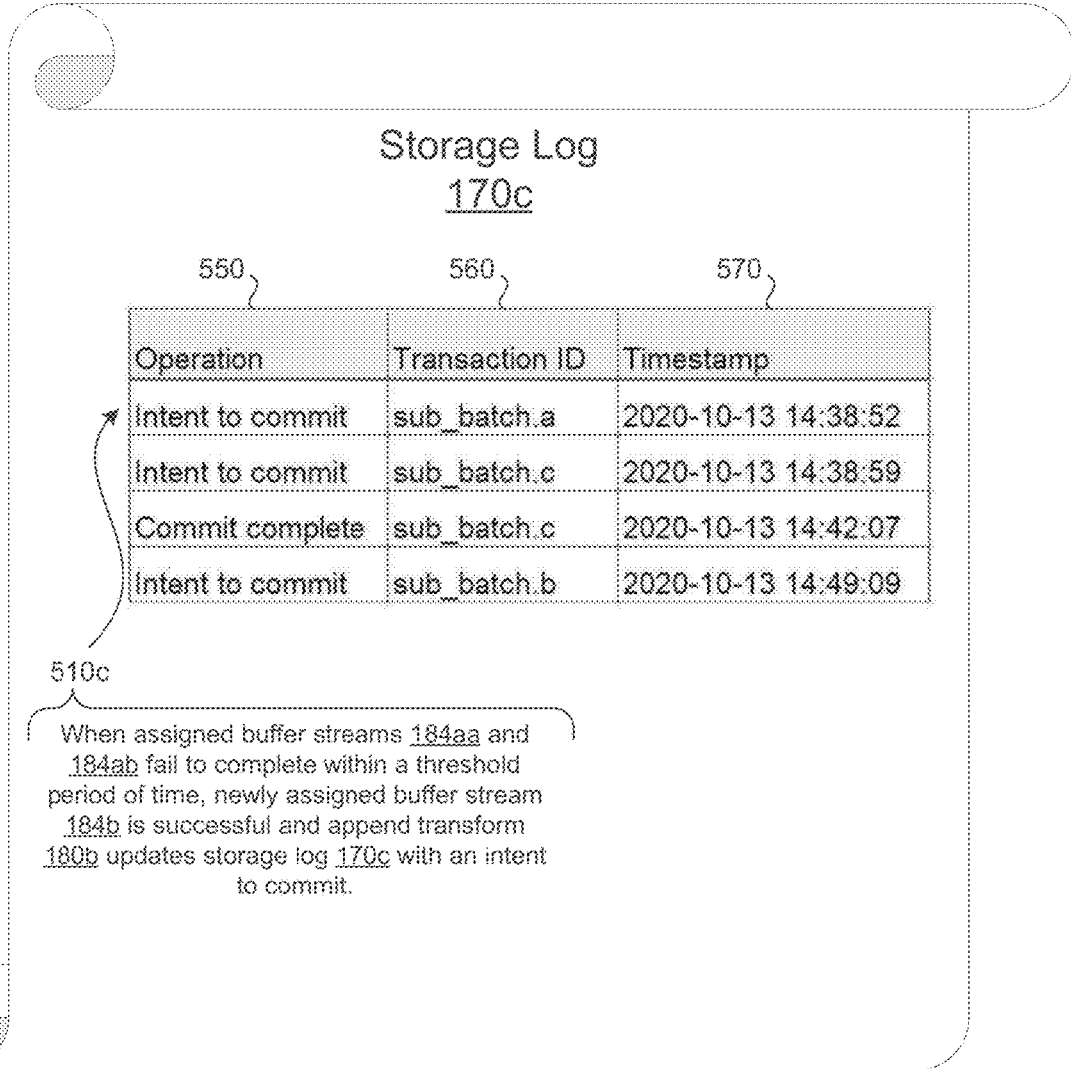 Storage Log
170c
550 560 570
Operation Transaction ID Timestamp
Intent to commit sub_batch.a 2020-10-13 14:38:52
Intent to commit sub_batch.c 2020-10-13 14:38:59
Commit complete sub_batch.c 2020-10-13 14:42:07
Intent to commit sub_batch.b 2020-10-13 14:49:09
510c
When assigned buffer streams 184aa and
184ab fail to complete within a threshold
period of time, newly assigned buffer stream
184b is successful and append transform
180b updates storage log 170c with an intent
to commit.